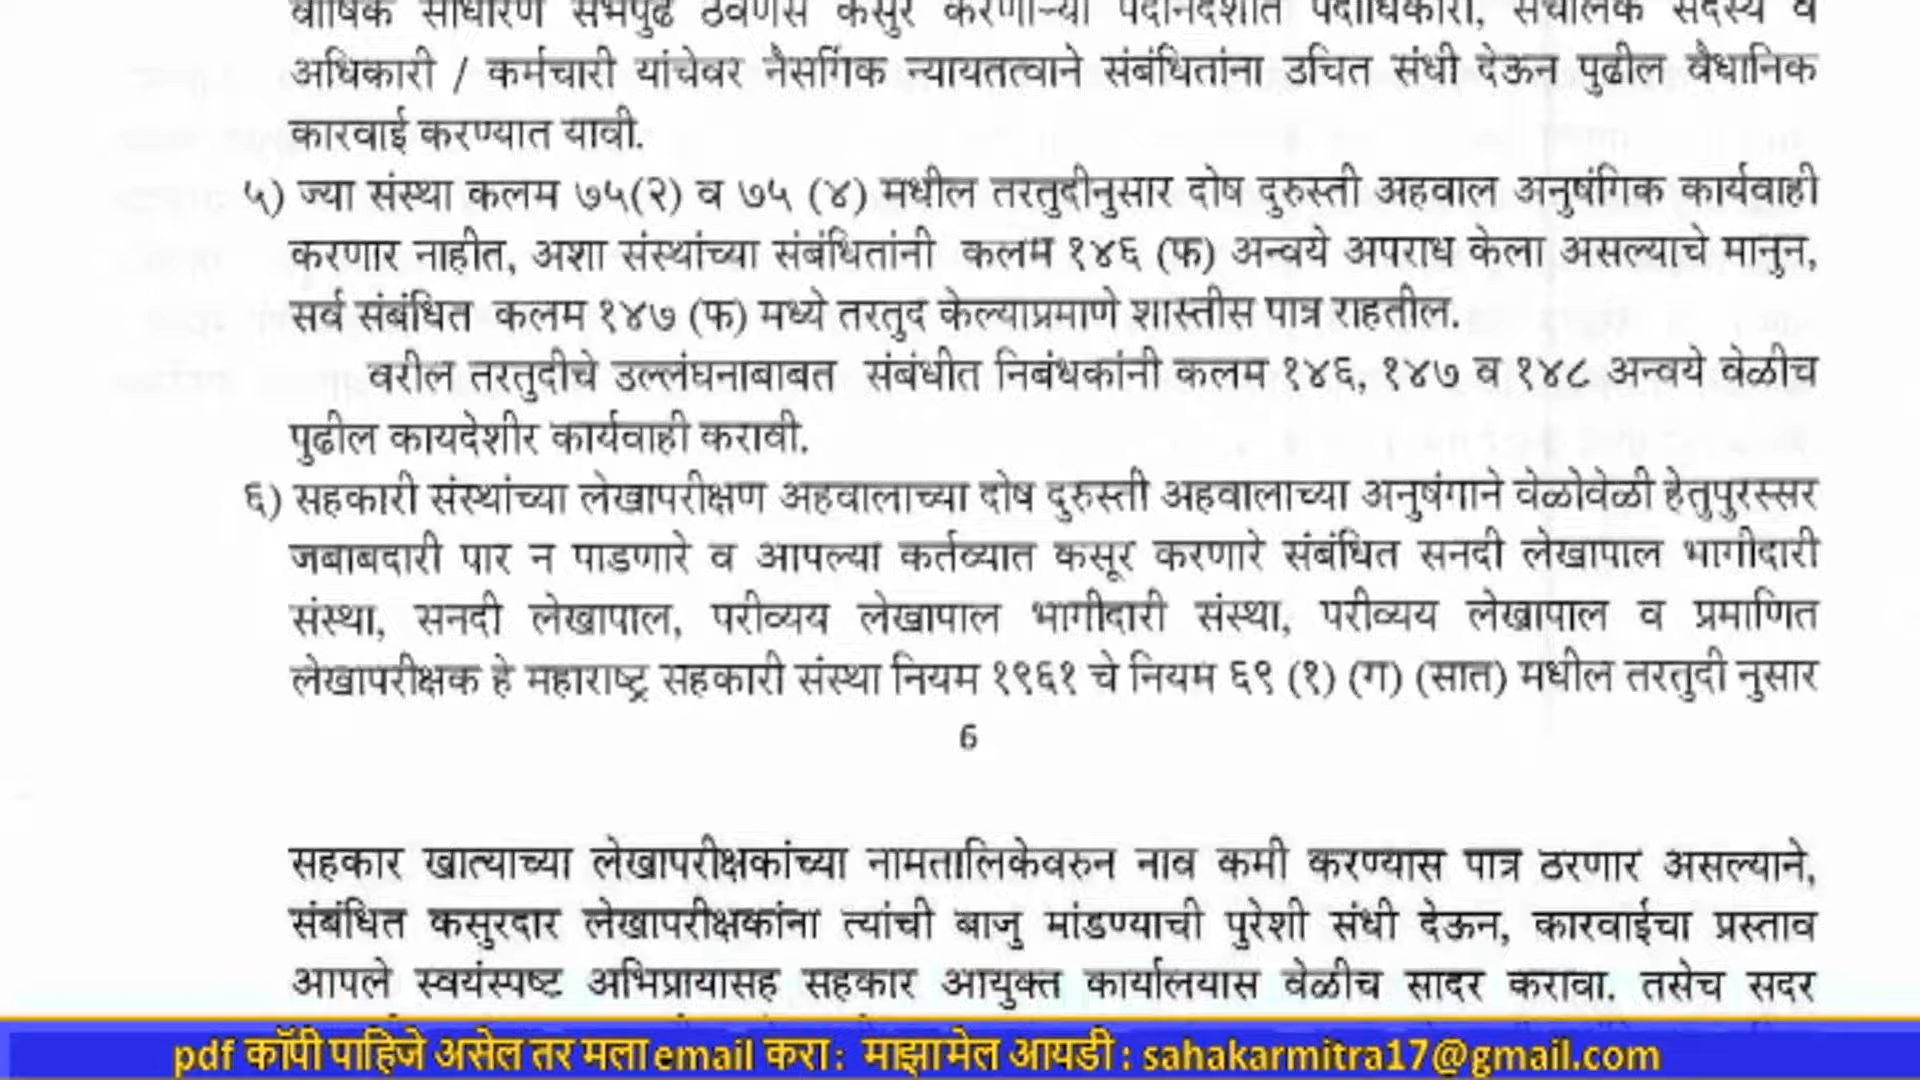 वार्षिक साधारण सभेपुढे ठेवणेस कसुर करणाऱ्या पदनिर्देशीत पदाधिकारी, संचालक सदस्य व
अधिकारी / कर्मचारी यांचेवर नैसर्गिक न्यायतत्वाने संबंधितांना उचित संधी देऊन पुढील वैधानिक
कारवाई करण्यात यावी.
५) ज्या संस्था कलम ७५(२) व ७५ (४) मधील तरतुदीनुसार दोष दुरुस्ती अहवाल अनुषंगिक कार्यवाही
करणार नाहीत, अशा संस्थांच्या संबंधितांनी कलम १४६ (फ) अन्वये अपराध केला असल्याचे मानुन,
सर्व संबंधित कलम १४७ (फ) मध्ये तरतुद केल्याप्रमाणे शास्तीस पात्र राहतील.
वरील तरतुदीचे उल्लंघनाबाबत संबंधीत निबंधकांनी कलम १४६, १४७ व १४८ अन्वये वेळीच
पुढील कायदेशीर कार्यवाही करावी.
६) सहकारी संस्थांच्या लेखापरीक्षण अहवालाच्या दोष दुरुस्ती अहवालाच्या अनुषंगाने वेळोवेळी हेतुपुरस्सर
जबाबदारी पार न पाडणारे व आपल्या कर्तव्यात कसूर करणारे संबंधित सनदी लेखापाल भागीदारी
संस्था, सनदी लेखापाल, परीव्यय लेखापाल भागीदारी संस्था, परीव्यय लेखापाल व प्रमाणित
लेखापरीक्षक हे महाराष्ट्र सहकारी संस्था नियम १९६१ चे नियम ६९ (१) (ग) (सात) मधील तरतुदी नुसार
6
सहकार खात्याच्या लेखापरीक्षकांच्या नामतालिकेवरुन नाव कमी करण्यास पात्र ठरणार असल्याने,
संबंधित कसुरदार लेखापरीक्षकांना त्यांची बाजु मांडण्याची पुरेशी संधी देऊन, कारवाईचा प्रस्ताव
आपले स्वयंस्पष्ट अभिप्रायासह सहकार आयुक्त कार्यालयास वेळीच सादर करावा. तसेच सदर
pdf कॉपी पाहिजे असेल तर मला email करा : माझा मेल आयडी : sahakarmitra17@gmail.com